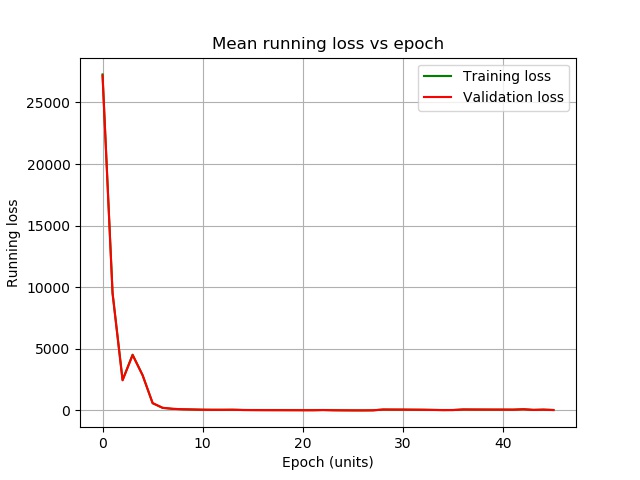 Mean running loss vs epoch
Training loss
Validation loss
25000
20000
15000
10000
5000
0
Running loss
0 10 20 30 40
Epoch (units)